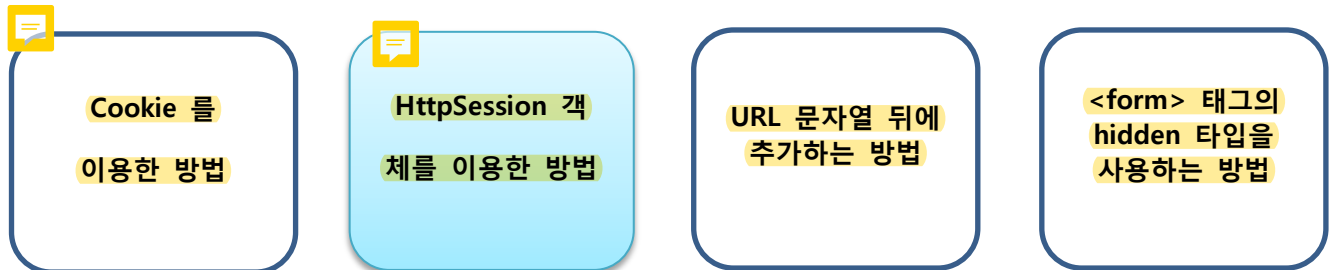 Cookie 를
이용한 방법
HttpSession 객
체를 이용한 방법
URL 문자열 뒤에
추가하는 방법
<form> 태그의
hidden 타입을
사용하는 방법